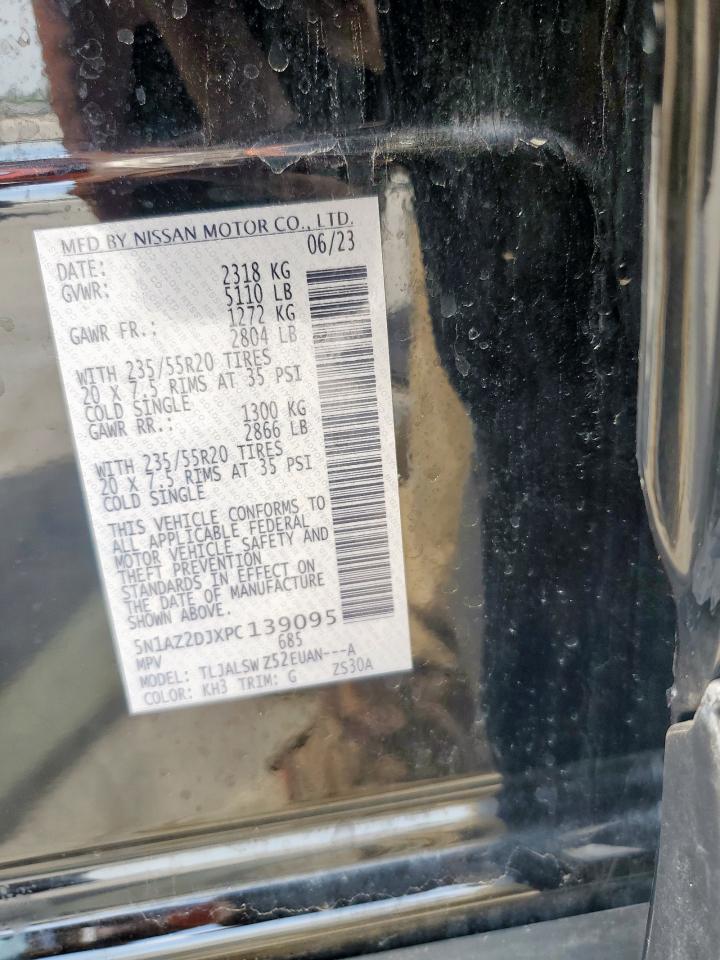 MFD BY NISSAN MOTOR CO., LTD.
DATE: 06/23
GVWR: 2318 KG
5110 LB
GAWR FR.: 1272 KG
2804 LB
WITH 235/55R20 TIRES
20 X 7.5 RIMS AT 35 PSI
COLD SINGLE
GAWR RR.: 1300 KG
2866 LB
WITH 235/55R20 TIRES
20 X 7.5 RIMS AT 35 PSI
COLD SINGLE
THIS VEHICLE CONFORMS TO
ALL APPLICABLE FEDERAL
MOTOR VEHICLE SAFETY AND
THEFT PREVENTION
STANDARDS IN EFFECT ON
THE DATE OF MANUFACTURE
SHOWN ABOVE.
5N1AZ2DJXPC139095
MPV 685
MODEL: TLJALSWZ52EUAN---A
COLOR: KH3 TRIM: G ZS30A